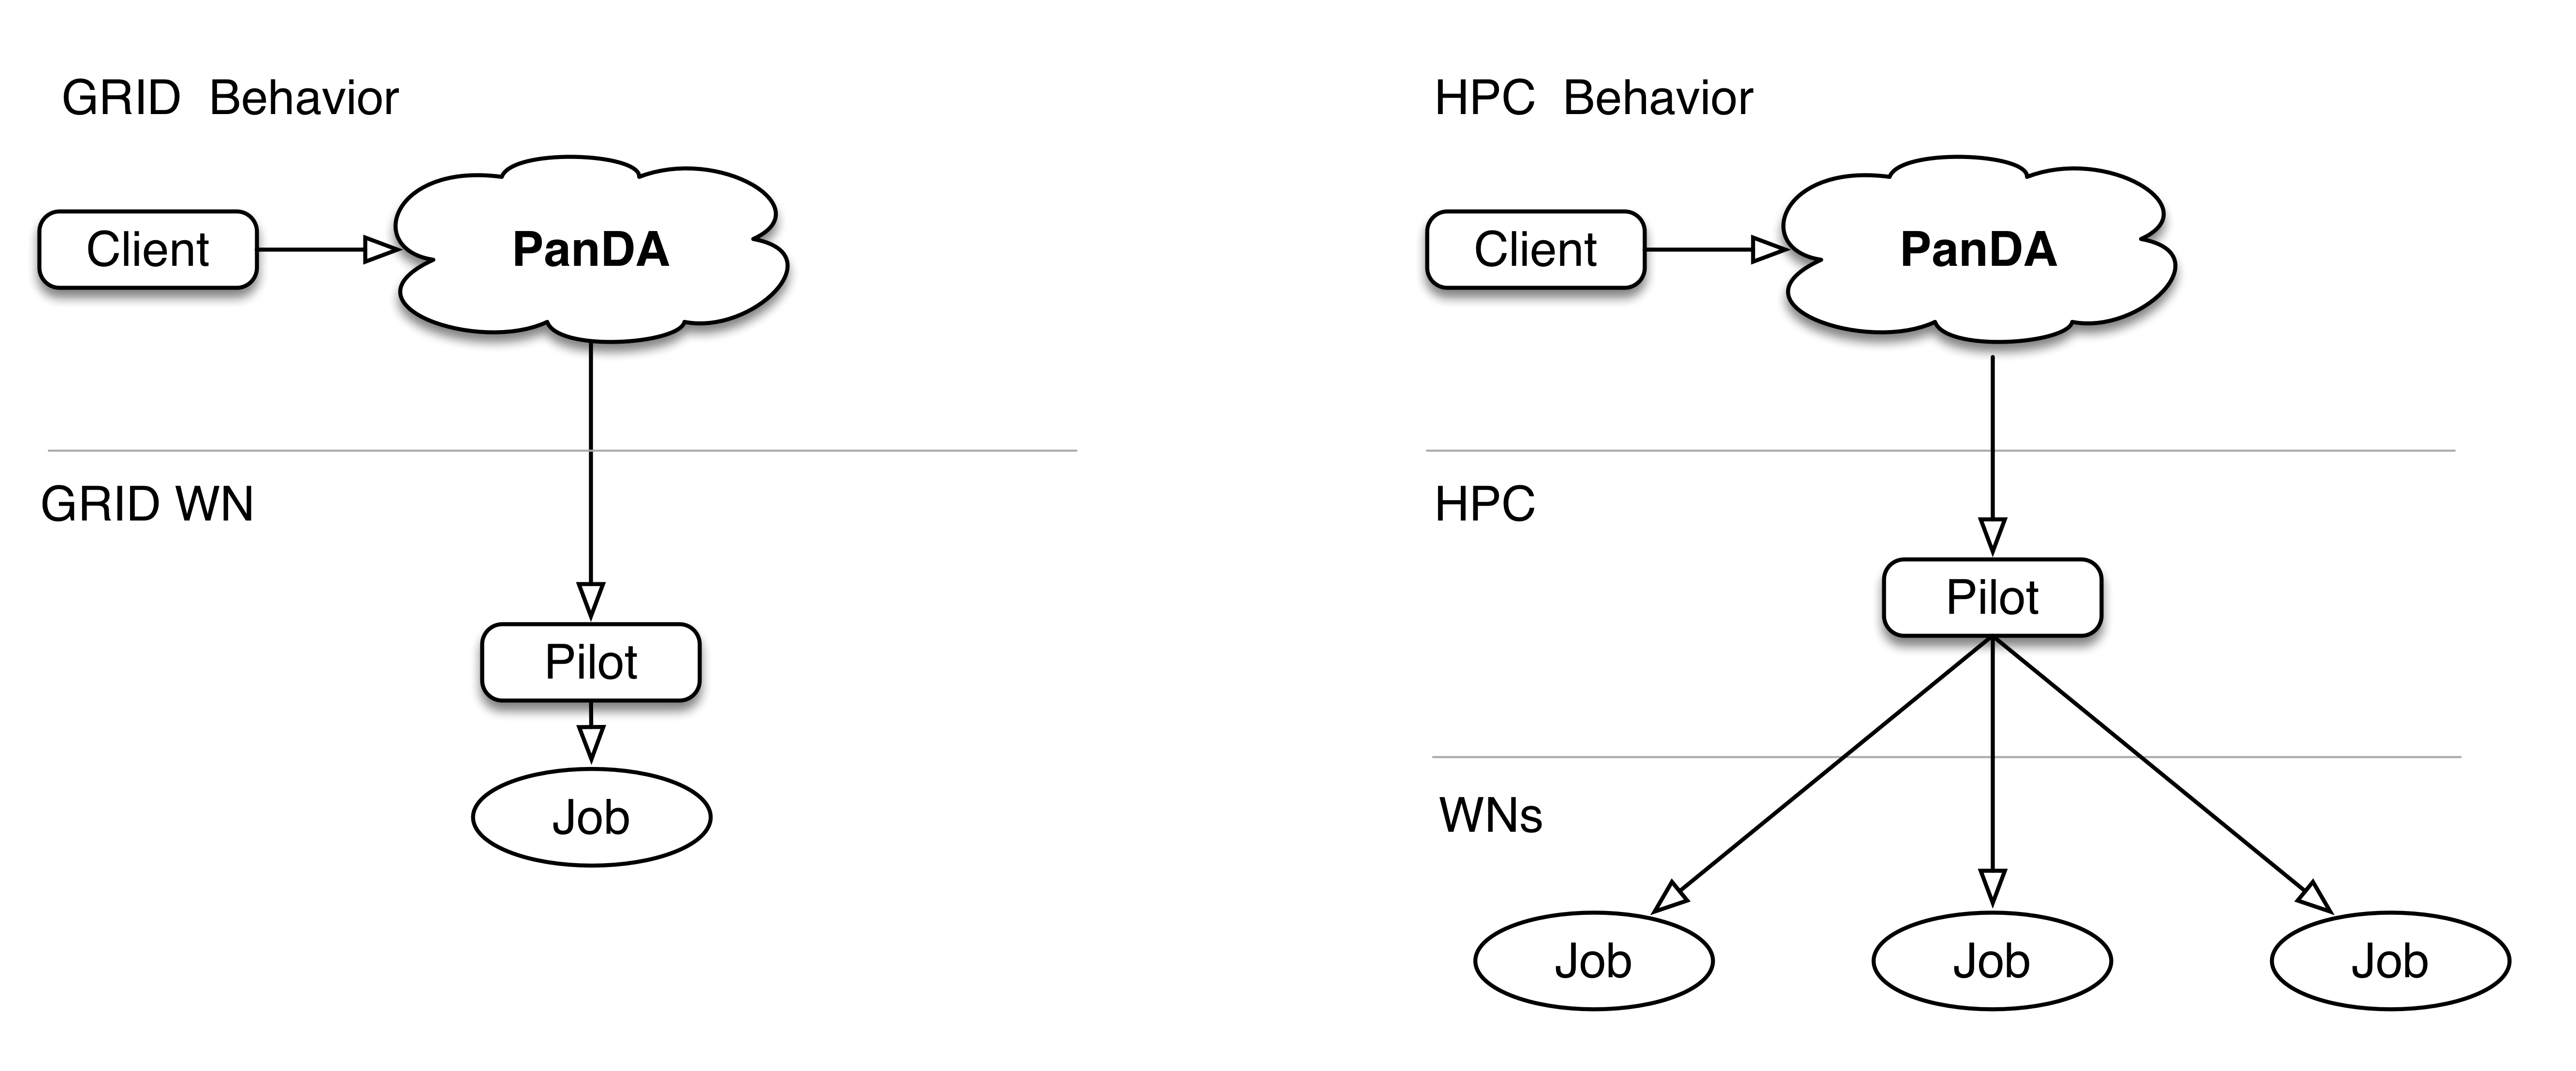 GRID Behavior
Client
PanDA
GRID WN
Pilot
Job
HPC Behavior
Client
PanDA
HPC
Pilot
WNs
Job
Job
Job